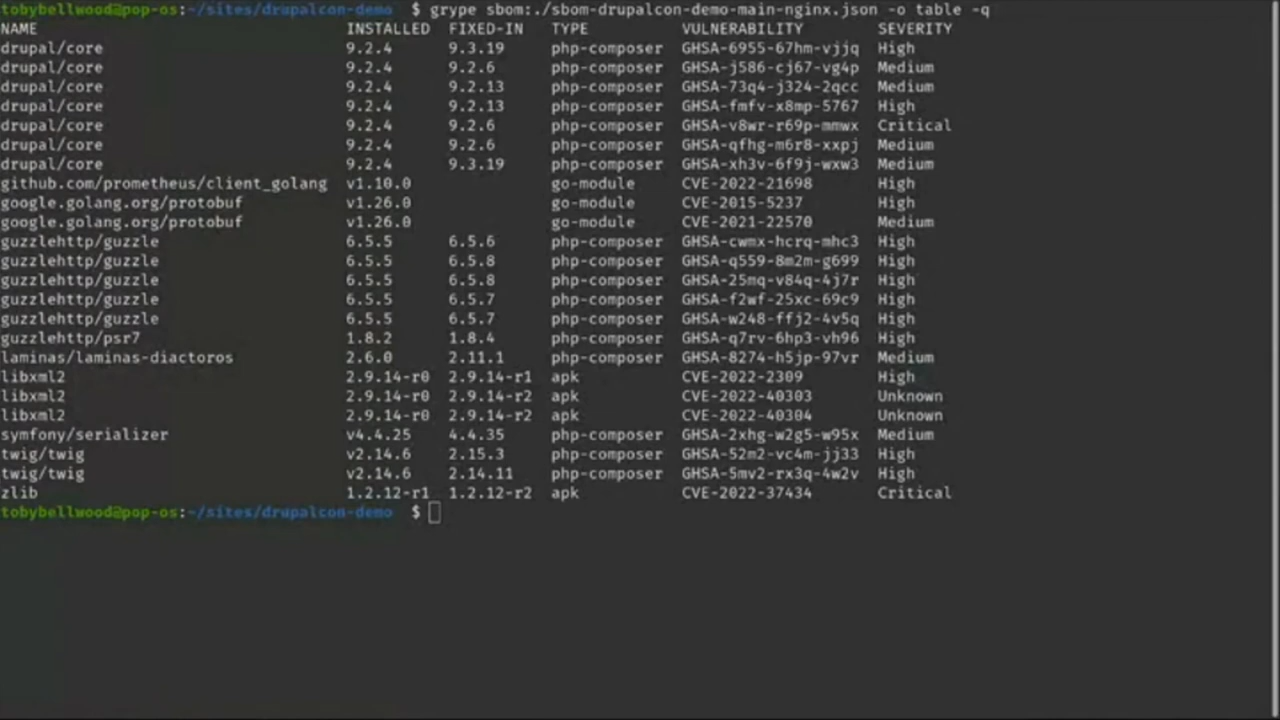 tobybellwood@pop-os:~/sites/drupalcon-demo $ grype sbom:./sbom-drupalcon-demo-main-nginx.json -o table -q
NAME INSTALLED FIXED-IN TYPE VULNERABILITY SEVERITY
drupal/core 9.2.4 9.3.19 php-composer GHSA-6955-67hm-vjjq High
drupal/core 9.2.4 9.2.6 php-composer GHSA-j586-cj67-vg4p Medium
drupal/core 9.2.4 9.2.13 php-composer GHSA-73q4-j324-2qcc Medium
drupal/core 9.2.4 9.2.13 php-composer GHSA-fmfv-x8mp-5767 High
drupal/core 9.2.4 9.2.6 php-composer GHSA-v8wr-r69p-mmwx Critical
drupal/core 9.2.4 9.2.6 php-composer GHSA-qfhg-m6r8-xxpj Medium
drupal/core 9.2.4 9.3.19 php-composer GHSA-xh3v-6f9j-wxw3 Medium
github.com/prometheus/client_golang v1.10.0 go-module CVE-2022-21698 High
google.golang.org/protobuf v1.26.0 go-module CVE-2015-5237 High
google.golang.org/protobuf v1.26.0 go-module CVE-2021-22570 Medium
guzzlehttp/guzzle 6.5.5 6.5.6 php-composer GHSA-cwmx-hcrq-mhc3 High
guzzlehttp/guzzle 6.5.5 6.5.8 php-composer GHSA-q559-8m2m-g699 High
guzzlehttp/guzzle 6.5.5 6.5.8 php-composer GHSA-25mq-v84q-4j7r High
guzzlehttp/guzzle 6.5.5 6.5.7 php-composer GHSA-f2wf-25xc-69c9 High
guzzlehttp/guzzle 6.5.5 6.5.7 php-composer GHSA-w248-ffj2-4v5q High
guzzlehttp/psr7 1.8.2 1.8.4 php-composer GHSA-q7rv-6hp3-vh96 High
laminas/laminas-diactoros 2.6.0 2.11.1 php-composer GHSA-8274-h5jp-97vr Medium
libxml2 2.9.14-r0 2.9.14-r1 apk CVE-2022-2309 High
libxml2 2.9.14-r0 2.9.14-r2 apk CVE-2022-40303 Unknown
libxml2 2.9.14-r0 2.9.14-r2 apk CVE-2022-40304 Unknown
symfony/serializer v4.4.25 4.4.35 php-composer GHSA-2xhg-w2g5-w95x Medium
twig/twig v2.14.6 2.15.3 php-composer GHSA-52m2-vc4m-jj33 High
twig/twig v2.14.6 2.14.11 php-composer GHSA-5mv2-rx3q-4w2v High
zlib 1.2.12-r1 1.2.12-r2 apk CVE-2022-37434 Critical
tobybellwood@pop-os:~/sites/drupalcon-demo $